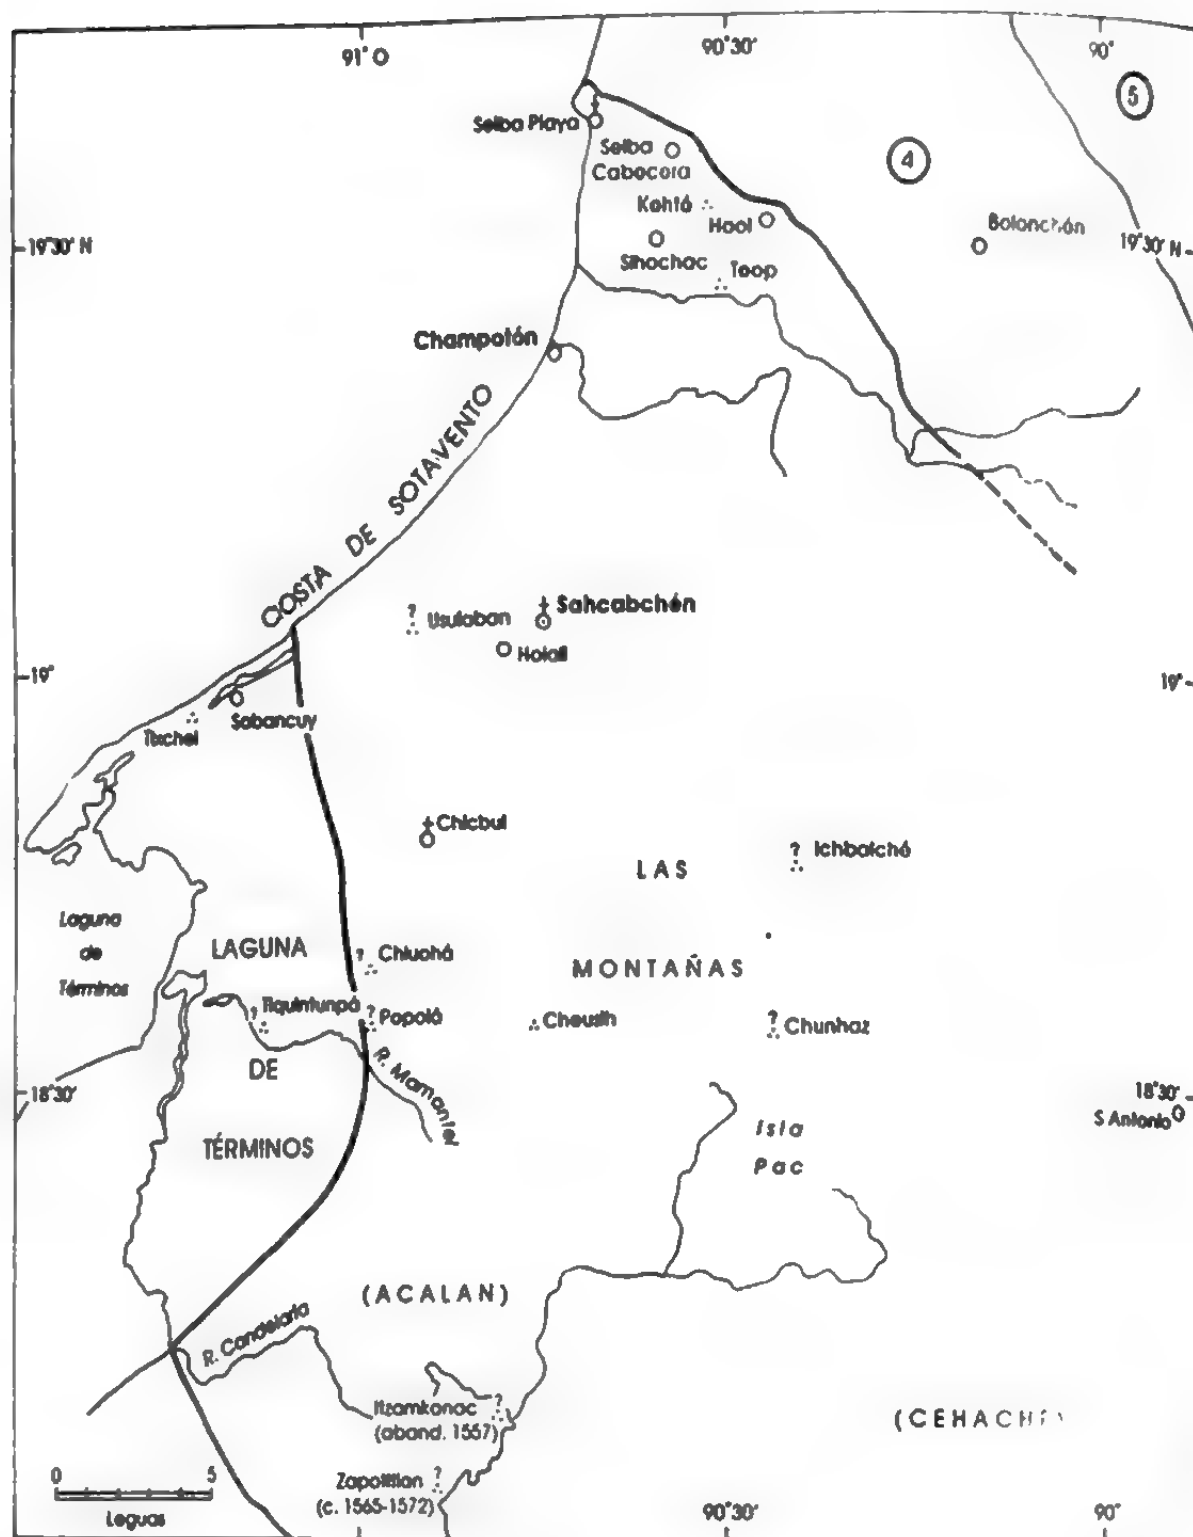 91° O
90°30'
90°
5
Seiba Playa
4
Seiba
Cabecera
Kohtá
Haol
Bolonchén
19°30' N
19°30' N
Sihochac
Toop
Champotón
COSTA DE SOTAVENTO
?
Usulaban
Sahcabchén
Holail
19°
19°
Tixchel
Sabancuy
Chicbul
?
Ichbalché
LAS
Laguna
de
Términos
LAGUNA
?
Chiuohá
MONTAÑAS
?
Tiquintunpá
?
Popolá
Cheusih
?
Chunhaz
DE
R. Mamantel
18°30'
18°30'
S Antonio
Isla
Pac
TÉRMINOS
(ACALAN)
R. Candelaria
?
Itzamkanac
(aband. 1557)
(CEHACHE
?
Zapotitlan
(c. 1565-1572)
0 5
Leguas
90°30'
90°